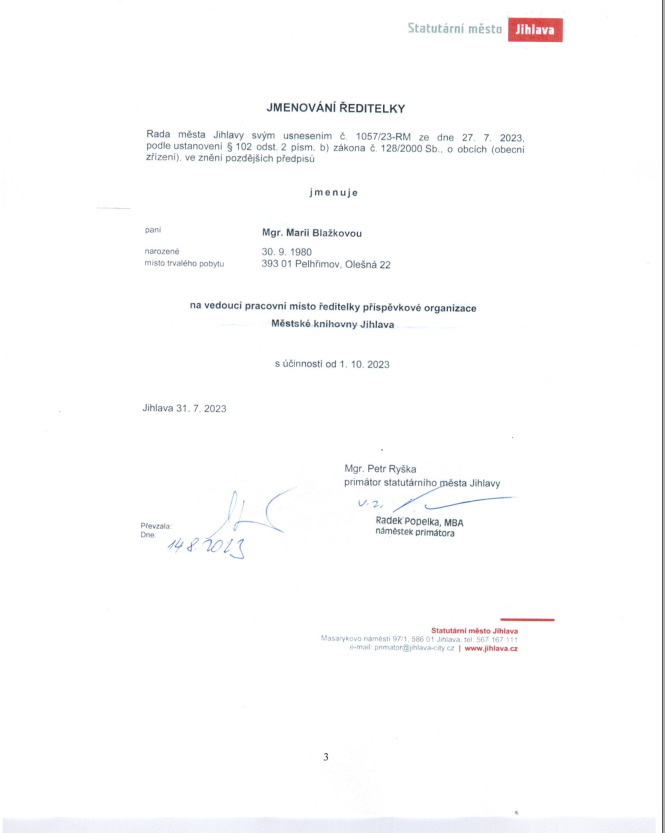 Statutární město Jihlava
JMENOVÁNÍ ŘEDITELKY
Rada města Jihlavy svým usnesením č. 1057/23-RM ze dne 27. 7. 2023,
podle ustanovení § 102 odst. 2 písm. b) zákona č. 128/2000 Sb., o obcích (obecní
zřízení), ve znění pozdějších předpisů
jmenuje
paní Mgr. Marii Blažkovou
narozené 30. 9. 1980
místo trvalého pobytu 393 01 Pelhřimov, Olešná 22
na vedoucí pracovní místo ředitelky příspěvkové organizace
Městské knihovny Jihlava
s účinností od 1. 10. 2023
Jihlava 31. 7. 2023
Mgr. Petr Ryška
primátor statutárního města Jihlavy
v.z.
Radek Popelka, MBA
náměstek primátora
Převzala:
Dne: 14.8.2023
Statutární město Jihlava
Masarykovo náměstí 97/1, 586 01 Jihlava, tel: 567 167 111
e-mail: primator@jihlava-city.cz | www.jihlava.cz
3